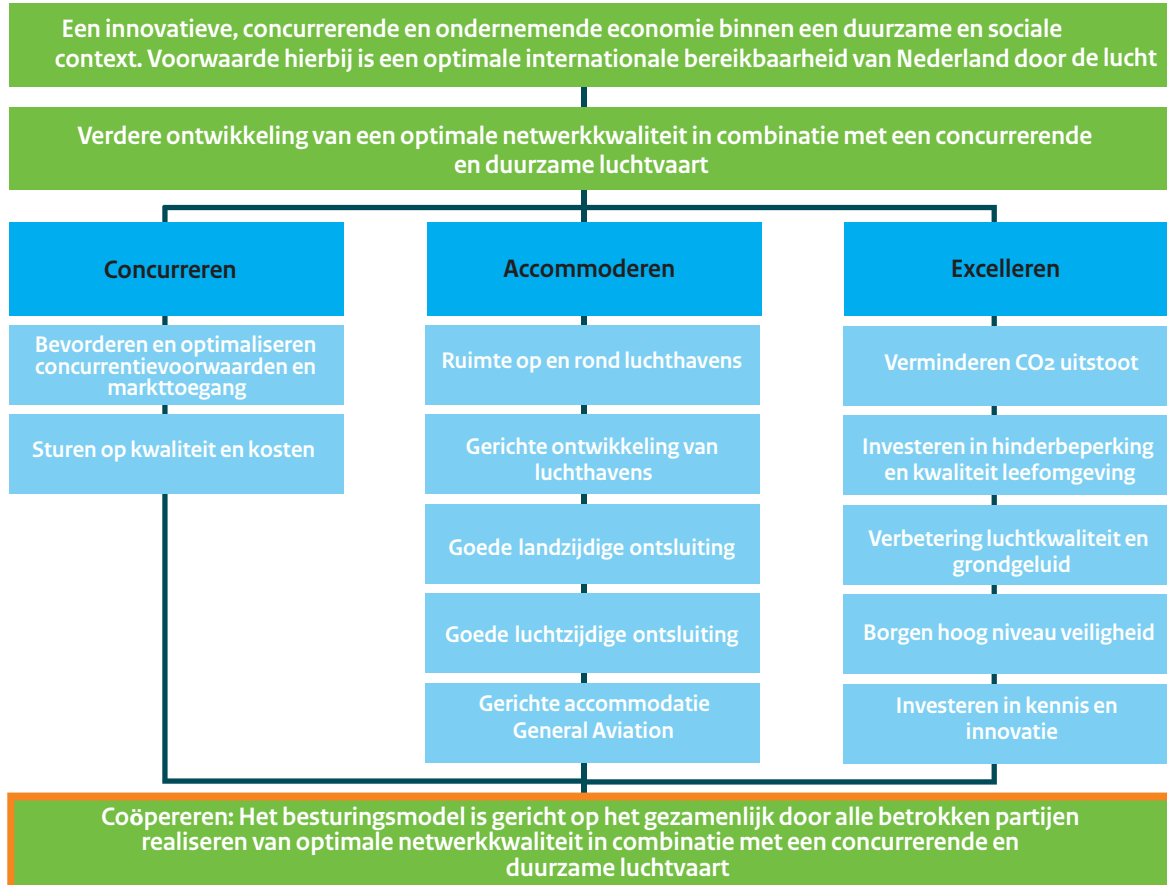 Een innovatieve, concurrerende en ondernemende economie binnen een duurzame en sociale
context. Voorwaarde hierbij is een optimale internationale bereikbaarheid van Nederland door de lucht
Verdere ontwikkeling van een optimale netwerkkwaliteit in combinatie met een concurrerende
en duurzame luchtvaart
Concurreren
Bevorderen en optimaliseren
concurrentievoorwaarden en
markttoegang
Sturen op kwaliteit en kosten
Accommoderen
Ruimte op en rond luchthavens
Gerichte ontwikkeling van
luchthavens
Goede landzijdige ontsluiting
Goede luchtzijdige ontsluiting
Gerichte accommodatie
General Aviation
Excelleren
Verminderen CO2 uitstoot
Investeren in hinderbeperking
en kwaliteit leefomgeving
Verbetering luchtkwaliteit en
grondgeluid
Borgen hoog niveau veiligheid
Investeren in kennis en
innovatie
Coöpereren: Het besturingsmodel is gericht op het gezamenlijk door alle betrokken partijen
realiseren van optimale netwerkkwaliteit in combinatie met een concurrerende en
duurzame luchtvaart